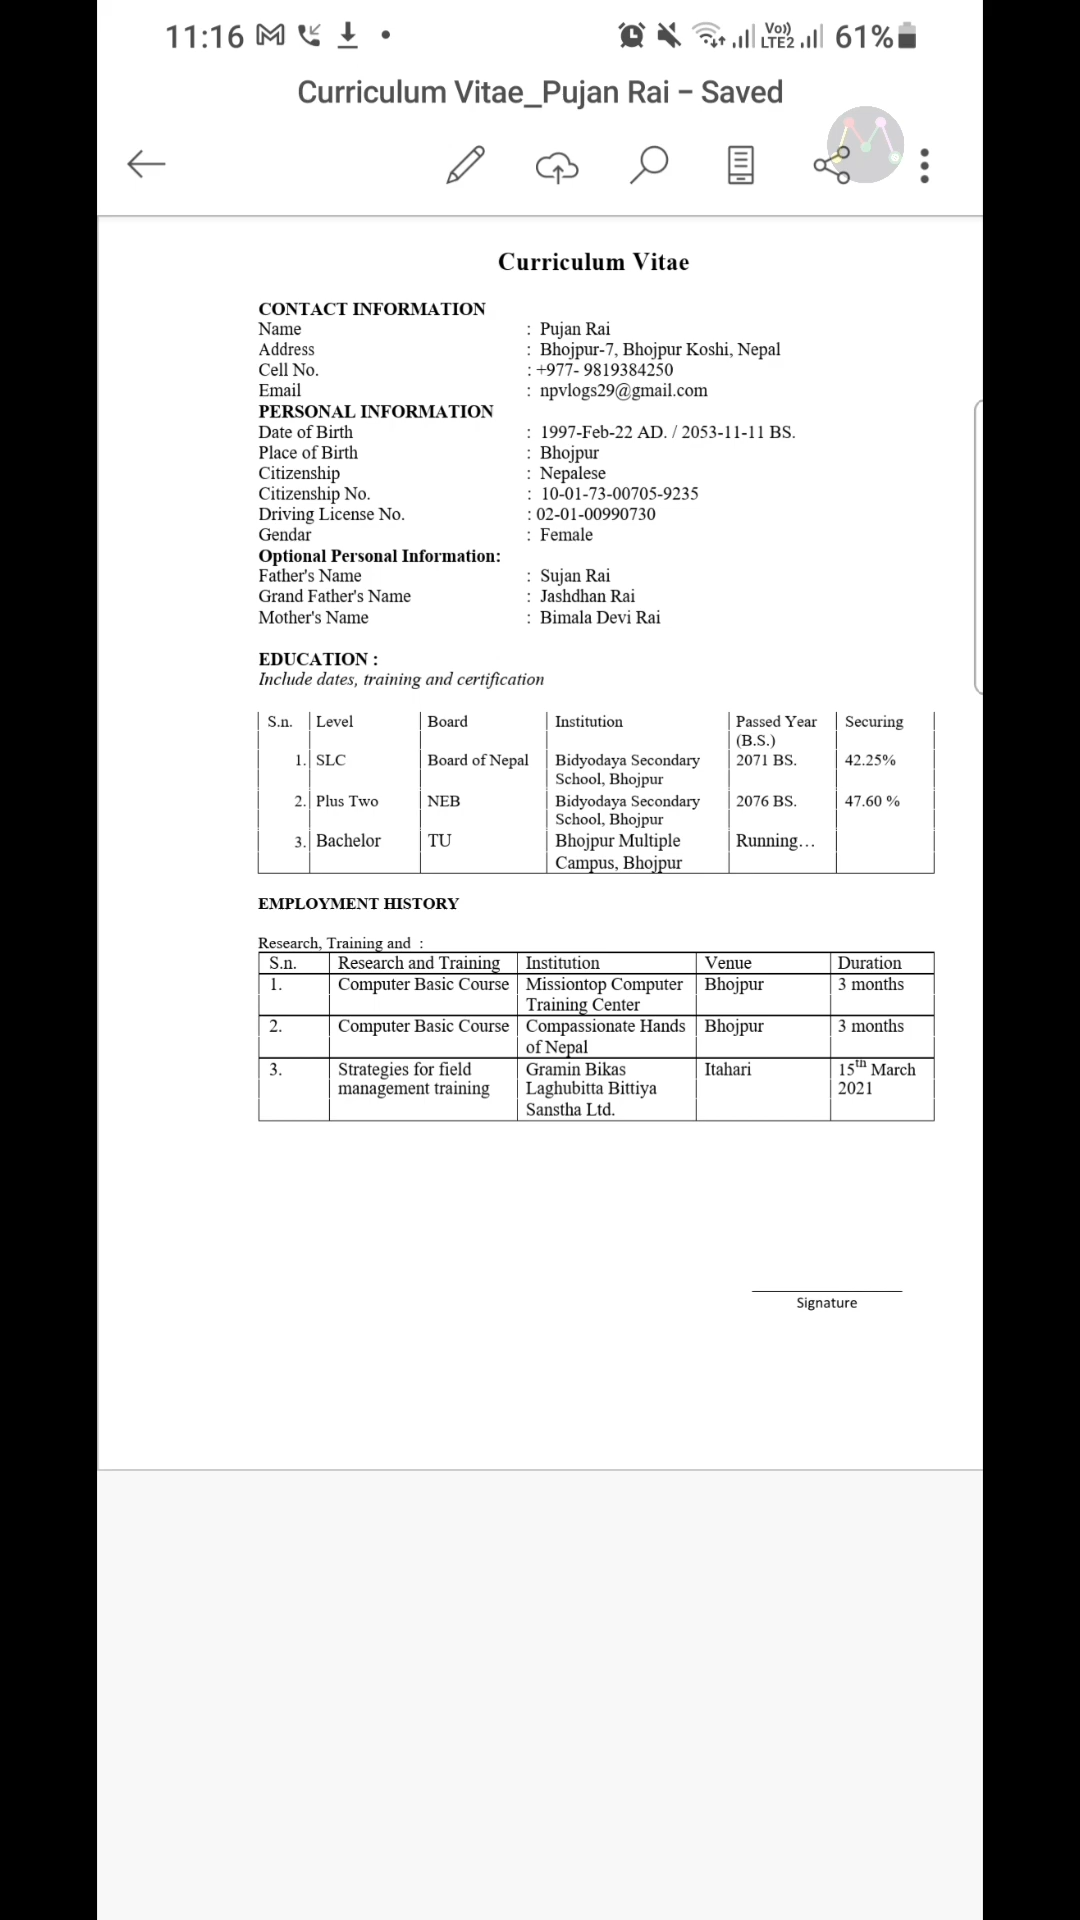 11:16
Vo)) LTE2
61%
Curriculum Vitae_Pujan Rai – Saved
Curriculum Vitae
CONTACT INFORMATION
Name : Pujan Rai
Address : Bhojpur-7, Bhojpur Koshi, Nepal
Cell No. : +977- 9819384250
Email : npvlogs29@gmail.com
PERSONAL INFORMATION
Date of Birth : 1997-Feb-22 AD. / 2053-11-11 BS.
Place of Birth : Bhojpur
Citizenship : Nepalese
Citizenship No. : 10-01-73-00705-9235
Driving License No. : 02-01-00990730
Gendar : Female
Optional Personal Information:
Father's Name : Sujan Rai
Grand Father's Name : Jashdhan Rai
Mother's Name : Bimala Devi Rai
EDUCATION :
Include dates, training and certification
S.n. Level Board Institution Passed Year Securing
(B.S.)
1. SLC Board of Nepal Bidyodaya Secondary 2071 BS. 42.25%
School, Bhojpur
2. Plus Two NEB Bidyodaya Secondary 2076 BS. 47.60 %
School, Bhojpur
3. Bachelor TU Bhojpur Multiple Running…
Campus, Bhojpur
EMPLOYMENT HISTORY
Research, Training and :
S.n. Research and Training Institution Venue Duration
1. Computer Basic Course Missiontop Computer Bhojpur 3 months
Training Center
2. Computer Basic Course Compassionate Hands Bhojpur 3 months
of Nepal
3. Strategies for field Gramin Bikas Itahari 15th March
management training Laghubitta Bittiya 2021
Sanstha Ltd.
Signature